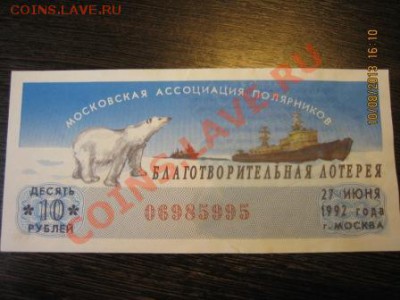 COINS.LAVE.RU
МОСКОВСКАЯ АССОЦИАЦИЯ ПОЛЯРНИКОВ
БЛАГОТВОРИТЕЛЬНАЯ ЛОТЕРЕЯ
ДЕСЯТЬ
* 10 *
РУБЛЕЙ
06985995
27 ИЮНЯ
1992 года
г. МОСКВА
COINS.LAVE.RU
10/08/2013 16:10